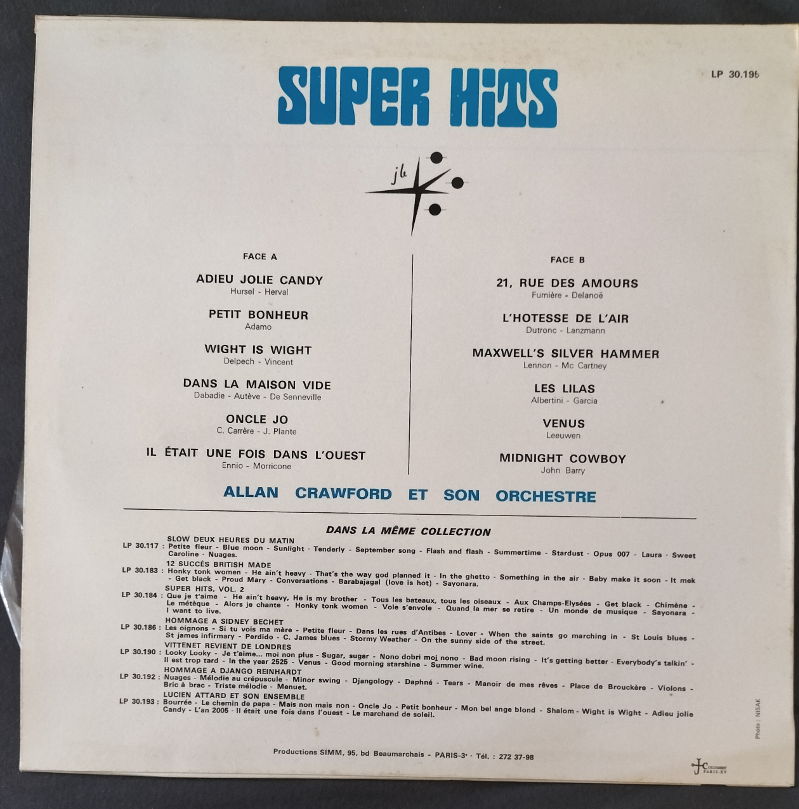 SUPER HiTS
LP 30.195
jb
FACE A
ADIEU JOLIE CANDY
Hursel - Herval
PETIT BONHEUR
Adamo
WIGHT IS WIGHT
Delpech - Vincent
DANS LA MAISON VIDE
Dabadie - Autève - De Senneville
ONCLE JO
C. Carrère - J. Plante
IL ÉTAIT UNE FOIS DANS L'OUEST
Ennio - Morricone
FACE B
21, RUE DES AMOURS
Fumière - Delanoë
L'HOTESSE DE L'AIR
Dutronc - Lanzmann
MAXWELL'S SILVER HAMMER
Lennon - Mc Cartney
LES LILAS
Albertini - Garcia
VENUS
Leeuwen
MIDNIGHT COWBOY
John Barry
ALLAN CRAWFORD ET SON ORCHESTRE
DANS LA MÊME COLLECTION
SLOW DEUX HEURES DU MATIN
LP 30.117 : Petite fleur - Blue moon - Sunlight - Tenderly - September song - Flash and flash - Summertime - Stardust - Opus 007 - Laura - Sweet
Caroline - Nuages.
12 SUCCÈS BRITISH MADE
LP 30.183 : Honky tonk women - He ain't heavy - That's the way god planned it - In the ghetto - Something in the air - Baby make it soon - It mek
- Get black - Proud Mary - Conversations - Barabajagal (love is hot) - Sayonara.
SUPER HITS, VOL. 2
LP 30.184 : Que je t'aime - He ain't heavy, He is my brother - Tous les bateaux, tous les oiseaux - Aux Champs-Elysées - Get black - Chimène -
Le métèque - Alors je chante - Honky tonk women - Vole s'envole - Quand la mer se retire - Un monde de musique - Sayonara -
I want to live.
HOMMAGE A SIDNEY BECHET
LP 30.186 : Les oignons - Si tu vois ma mère - Petite fleur - Dans les rues d'Antibes - Lover - When the saints go marching in - St Louis blues -
St james infirmary - Perdido - C. James blues - Stormy Weather - On the sunny side of the street.
VITTENET REVIENT DE LONDRES
LP 30.190 : Looky Looky - Je t'aime... moi non plus - Sugar, sugar - Nono dobri moj nono - Bad moon rising - It's getting better - Everybody's talkin' -
Il est trop tard - In the year 2525 - Venus - Good morning starshine - Summer wine.
HOMMAGE A DJANGO REINHARDT
LP 30.192 : Nuages - Mélodie au crépuscule - Minor swing - Djangology - Daphné - Tears - Manoir de mes rêves - Place de Brouckère - Violons -
Bric à brac - Triste mélodie - Menuet.
LUCIEN ATTARD ET SON ENSEMBLE
LP 30.193 : Bourrée - Le chemin de papa - Mais non mais non - Oncle Jo - Petit bonheur - Mon bel ange blond - Shalom - Wight is Wight - Adieu jolie
Candy - L'an 2005 - Il était une fois dans l'ouest - Le marchand de soleil.
Photo : NISAK
Productions SIMM, 95, bd Beaumarchais - PARIS-3e - Tél. : 272 37-98
PARIS-XV